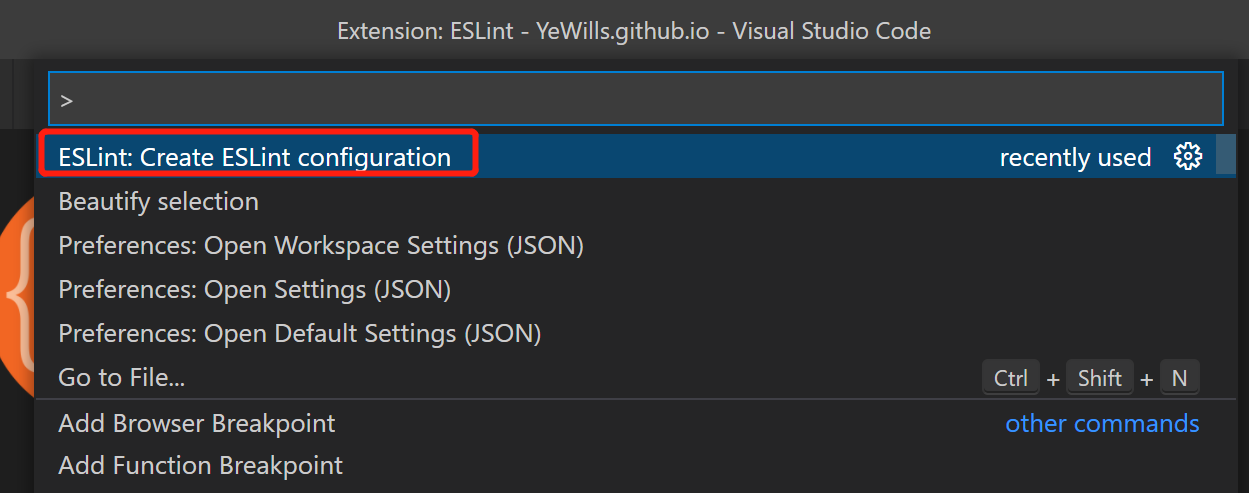 Extension: ESLint - YeWills.github.io - Visual Studio Code
>
ESLint: Create ESLint configuration recently used
Beautify selection
Preferences: Open Workspace Settings (JSON)
Preferences: Open Settings (JSON)
Preferences: Open Default Settings (JSON)
Go to File... Ctrl + Shift + N
Add Browser Breakpoint other commands
Add Function Breakpoint